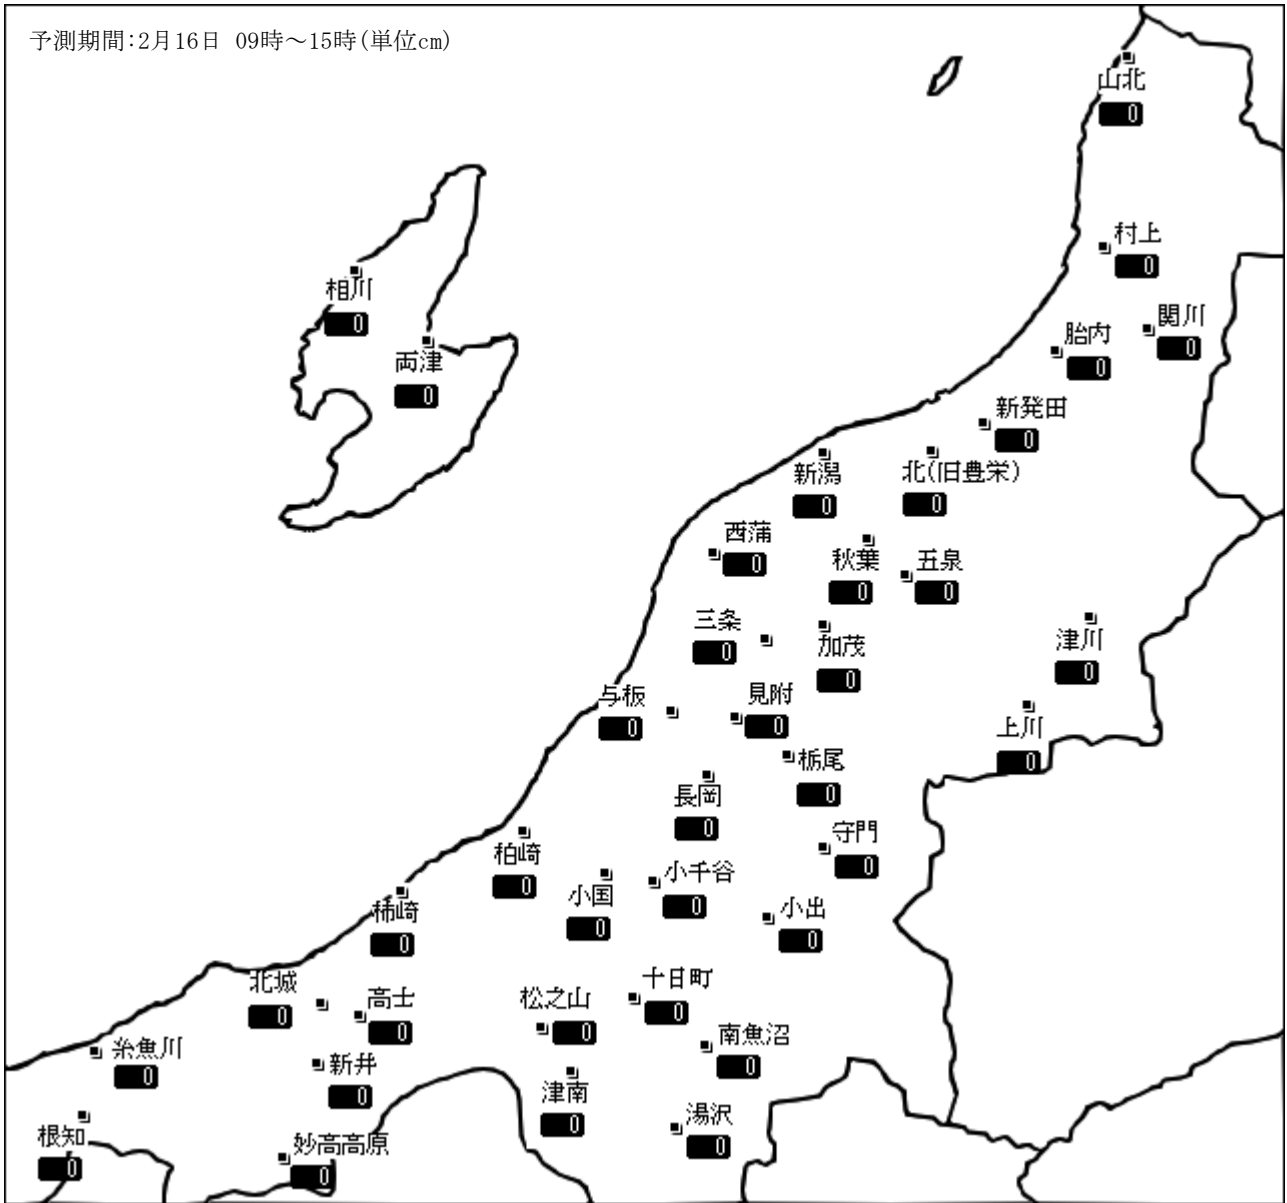 予測期間:2月16日 09時～15時(単位cm)
山北
0
村上
0
相川
0
関川
0
胎内
0
両津
0
新発田
0
新潟
0
北(旧豊栄)
0
西蒲
0
秋葉
0
五泉
0
三条
0
加茂
0
津川
0
与板
0
見附
0
上川
0
栃尾
0
長岡
0
守門
0
柏崎
0
小国
0
小千谷
0
小出
0
柿崎
0
北城
0
高士
0
松之山
0
十日町
0
南魚沼
0
糸魚川
0
新井
0
津南
0
湯沢
0
根知
0
妙高高原
0